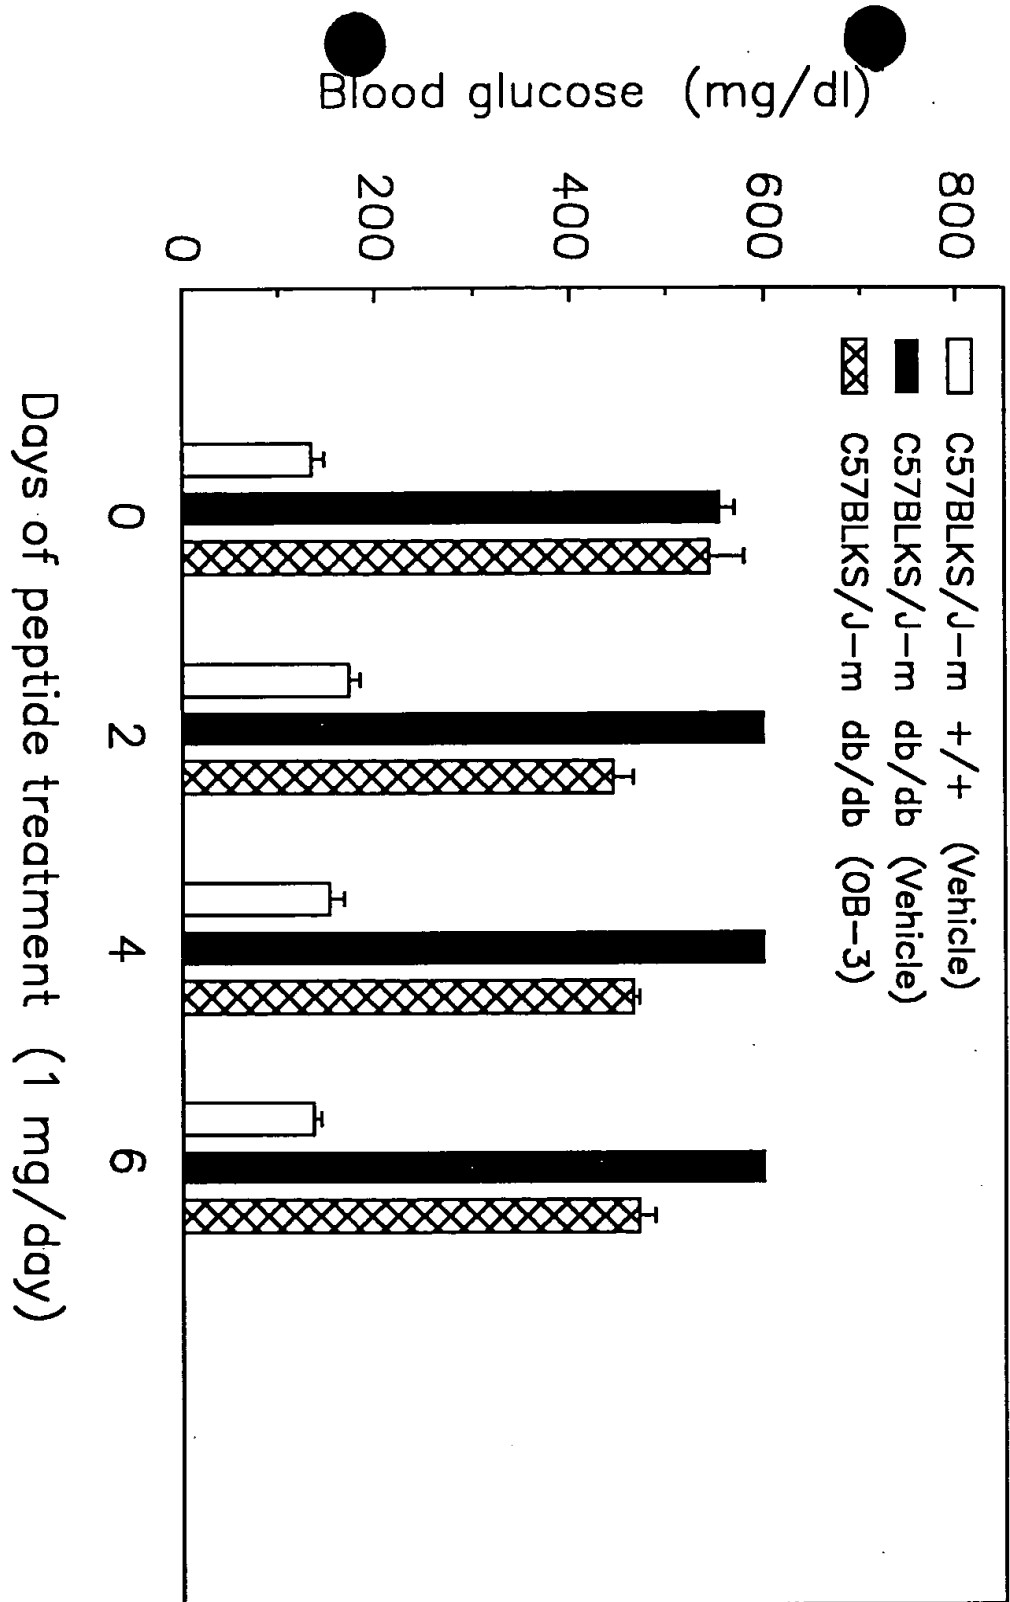 Blood glucose (mg/dl)
800
600
400
200
0
C57BLKS/J-m +/+ (Vehicle)
C57BLKS/J-m db/db (Vehicle)
C57BLKS/J-m db/db (OB-3)
0
2
4
6
Days of peptide treatment (1 mg/day)